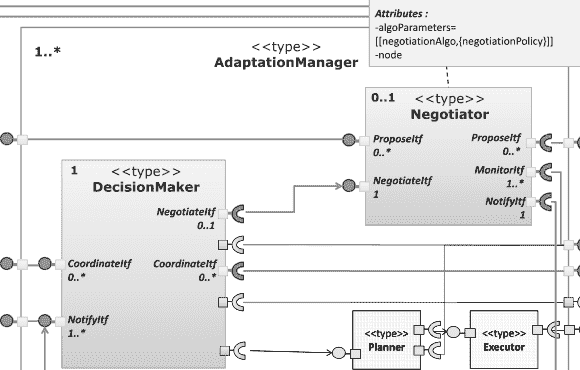 Attributes :
-algoParameters=
[[negotiationAlgo,{negotiationPolicy}]]
-node
1..*
<<type>>
AdaptationManager
0..1
<<type>>
Negotiator
ProposeItf
0..*
ProposeItf
0..*
MonitorItf
1..*
NegotiateItf
1
NotifyItf
1
1
<<type>>
DecisionMaker
NegotiateItf
0..1
CoordinateItf
0..*
CoordinateItf
0..*
NotifyItf
1..*
<<type>>
Planner
<<type>>
Executor